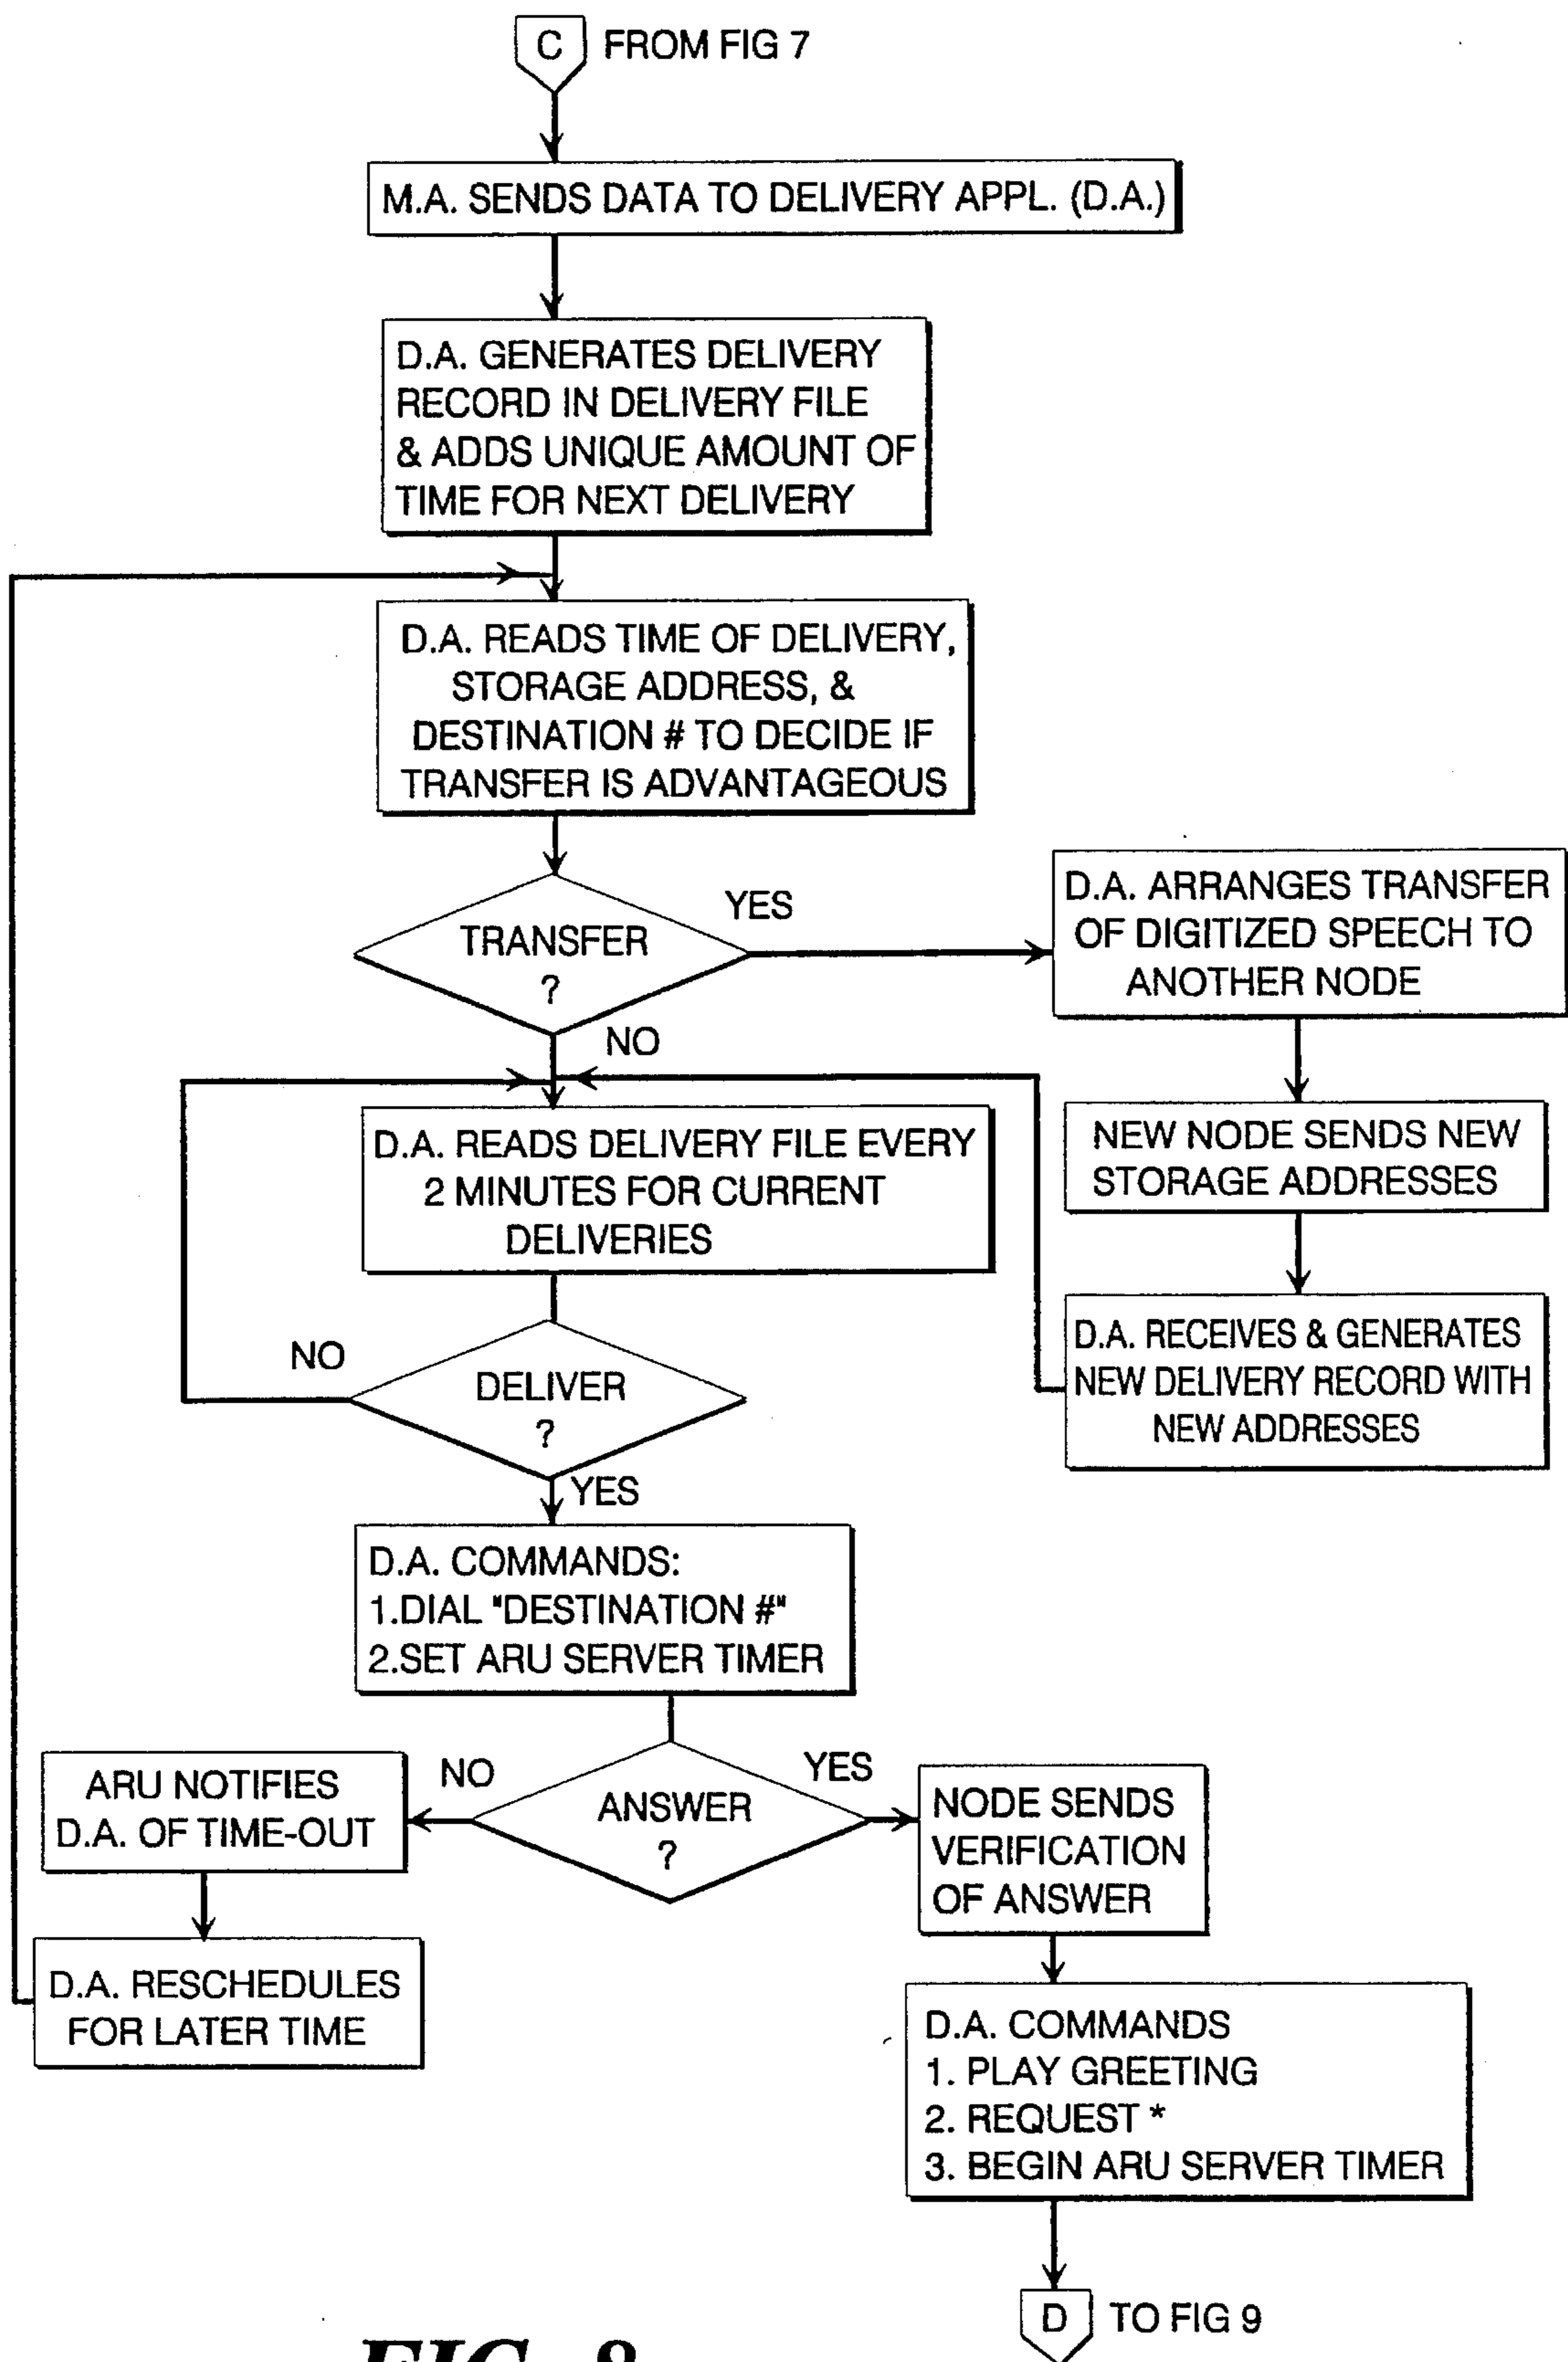 C FROM FIG 7
M.A. SENDS DATA TO DELIVERY APPL. (D.A.)
D.A. GENERATES DELIVERY
RECORD IN DELIVERY FILE
& ADDS UNIQUE AMOUNT OF
TIME FOR NEXT DELIVERY
D.A. READS TIME OF DELIVERY,
STORAGE ADDRESS, &
DESTINATION # TO DECIDE IF
TRANSFER IS ADVANTAGEOUS
TRANSFER
?
YES
D.A. ARRANGES TRANSFER
OF DIGITIZED SPEECH TO
ANOTHER NODE
NO
NEW NODE SENDS NEW
STORAGE ADDRESSES
D.A. RECEIVES & GENERATES
NEW DELIVERY RECORD WITH
NEW ADDRESSES
D.A. READS DELIVERY FILE EVERY
2 MINUTES FOR CURRENT
DELIVERIES
NO
DELIVER
?
YES
D.A. COMMANDS:
1.DIAL "DESTINATION #"
2.SET ARU SERVER TIMER
ANSWER
?
NO
ARU NOTIFIES
D.A. OF TIME-OUT
D.A. RESCHEDULES
FOR LATER TIME
YES
NODE SENDS
VERIFICATION
OF ANSWER
D.A. COMMANDS
1. PLAY GREETING
2. REQUEST *
3. BEGIN ARU SERVER TIMER
D TO FIG 9
FIG. 8